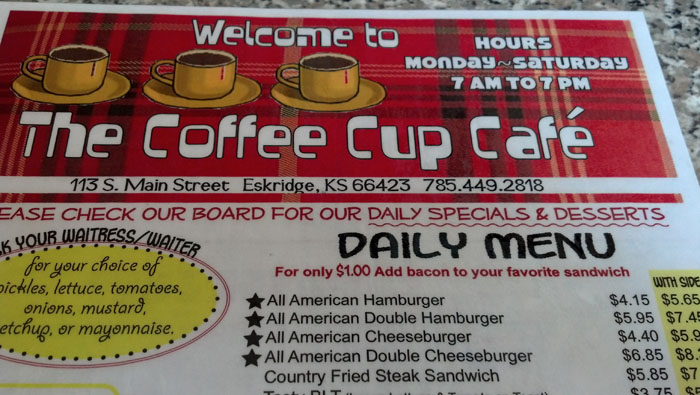 Welcome to
The Coffee Cup Café
HOURS
MONDAY~SATURDAY
7 AM TO 7 PM
113 S. Main Street Eskridge, KS 66423 785.449.2818
CHECK OUR BOARD FOR OUR DAILY SPECIALS & DESSERTS
YOUR WAITRESS/WAITER
for your choice of
pickles, lettuce, tomatoes,
onions, mustard,
ketchup, or mayonnaise.
DAILY MENU
For only $1.00 Add bacon to your favorite sandwich
WITH SIDE
All American Hamburger $4.15 $5.65
All American Double Hamburger $5.95
All American Cheeseburger $4.40
All American Double Cheeseburger $6.85
Country Fried Steak Sandwich $5.85